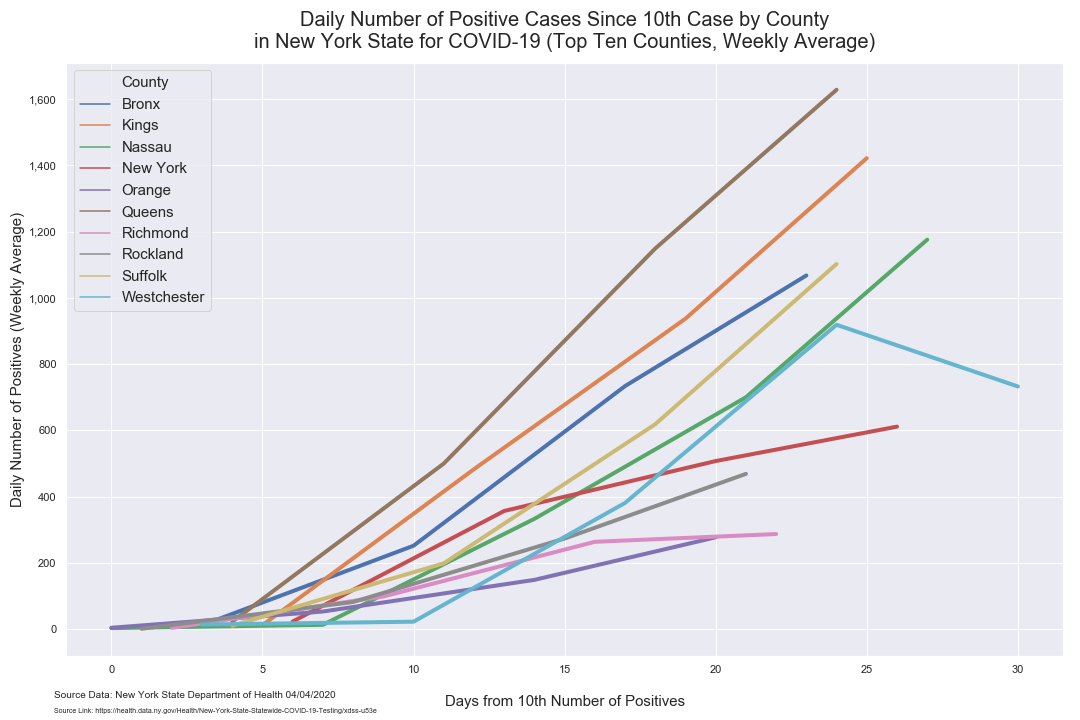 Daily Number of Positive Cases Since 10th Case by County
in New York State for COVID-19 (Top Ten Counties, Weekly Average)
County
Bronx
Kings
Nassau
New York
Orange
Queens
Richmond
Rockland
Suffolk
Westchester
Daily Number of Positives (Weekly Average)
1,600
1,400
1,200
1,000
800
600
400
200
0
0 5 10 15 20 25 30
Days from 10th Number of Positives
Source Data: New York State Department of Health 04/04/2020
Source Link: https://health.data.ny.gov/Health/New-York-State-Statewide-COVID-19-Testing/xdss-u53e